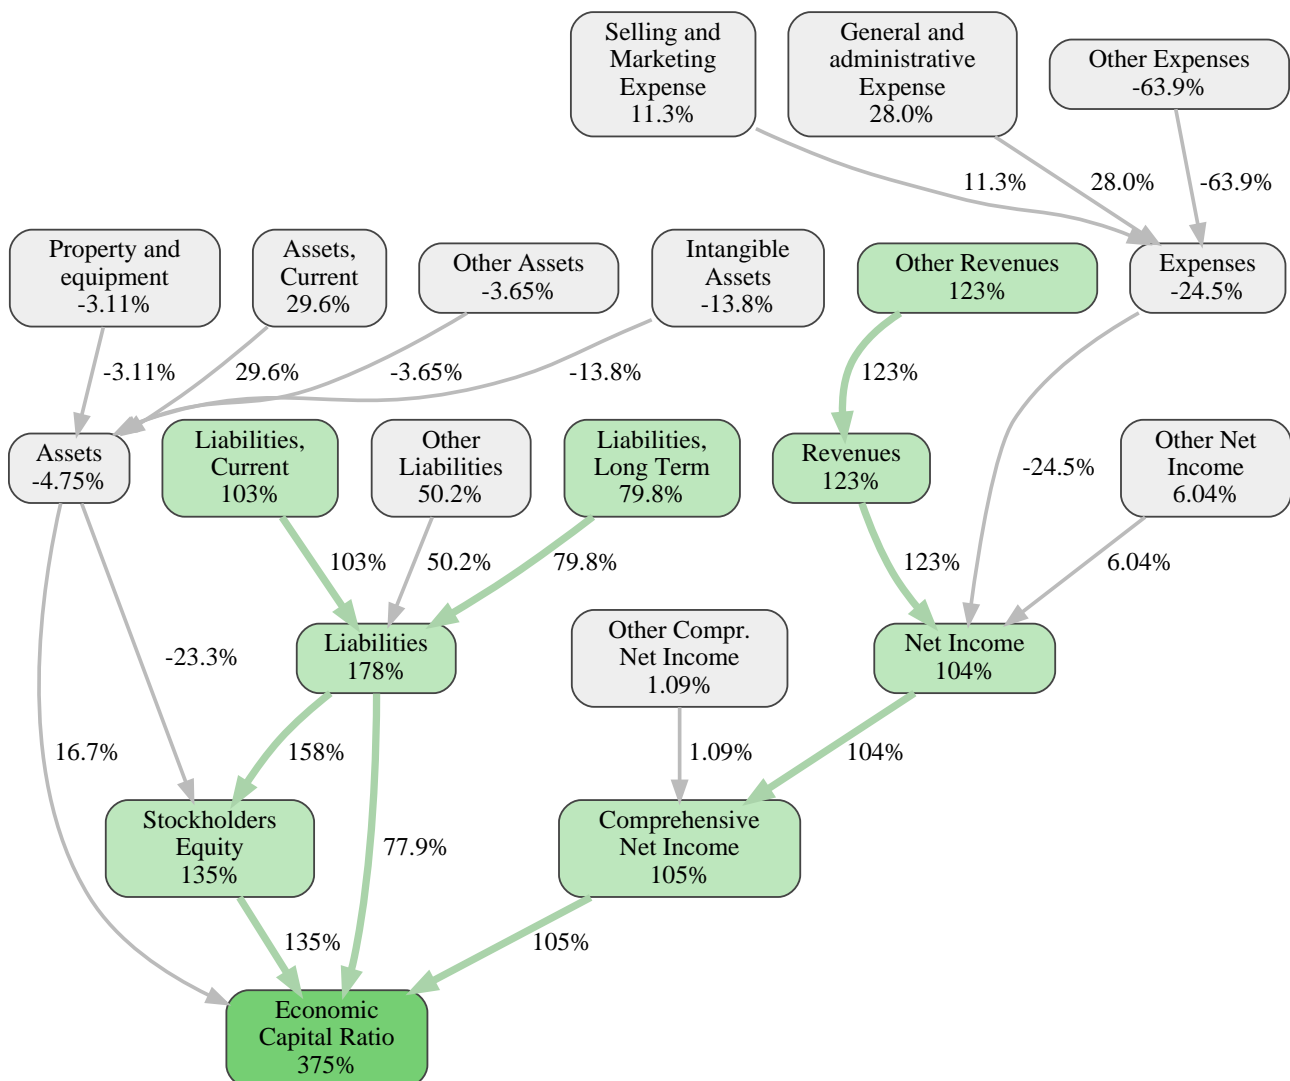 Selling and
Marketing
Expense
11.3%
General and
administrative
Expense
28.0%
Other Expenses
-63.9%
11.3%
28.0%
-63.9%
Property and
equipment
-3.11%
Assets,
Current
29.6%
Other Assets
-3.65%
Intangible
Assets
-13.8%
Other Revenues
123%
Expenses
-24.5%
-3.11%
29.6%
-3.65%
-13.8%
123%
Assets
-4.75%
Liabilities,
Current
103%
Other
Liabilities
50.2%
Liabilities,
Long Term
79.8%
Revenues
123%
-24.5%
Other Net
Income
6.04%
103%
50.2%
79.8%
123%
6.04%
-23.3%
Liabilities
178%
Other Compr.
Net Income
1.09%
Net Income
104%
16.7%
158%
1.09%
104%
Stockholders
Equity
135%
77.9%
Comprehensive
Net Income
105%
135%
105%
Economic
Capital Ratio
375%